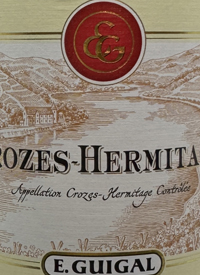 EG
ROZES-HERMITA
Appellation Crozes-Hermitage Contrôlée
E. GUIGAL